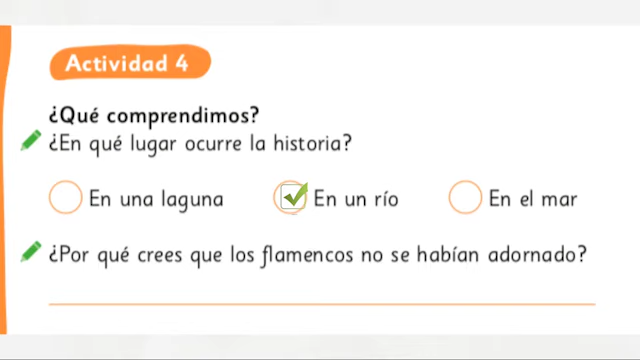 Actividad 4
¿Qué comprendimos?
¿En qué lugar ocurre la historia?
En una laguna En un río En el mar
¿Por qué crees que los flamencos no se habían adornado?